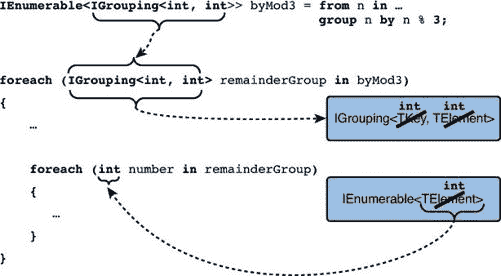 IEnumerable<IGrouping<int, int>> byMod3 = from n in …
group n by n % 3;
foreach (IGrouping<int, int> remainderGroup in byMod3)
{
int int
… IGrouping<TKey, TElement>
foreach (int number in remainderGroup)
int
{ IEnumerable<TElement>
…
}
}